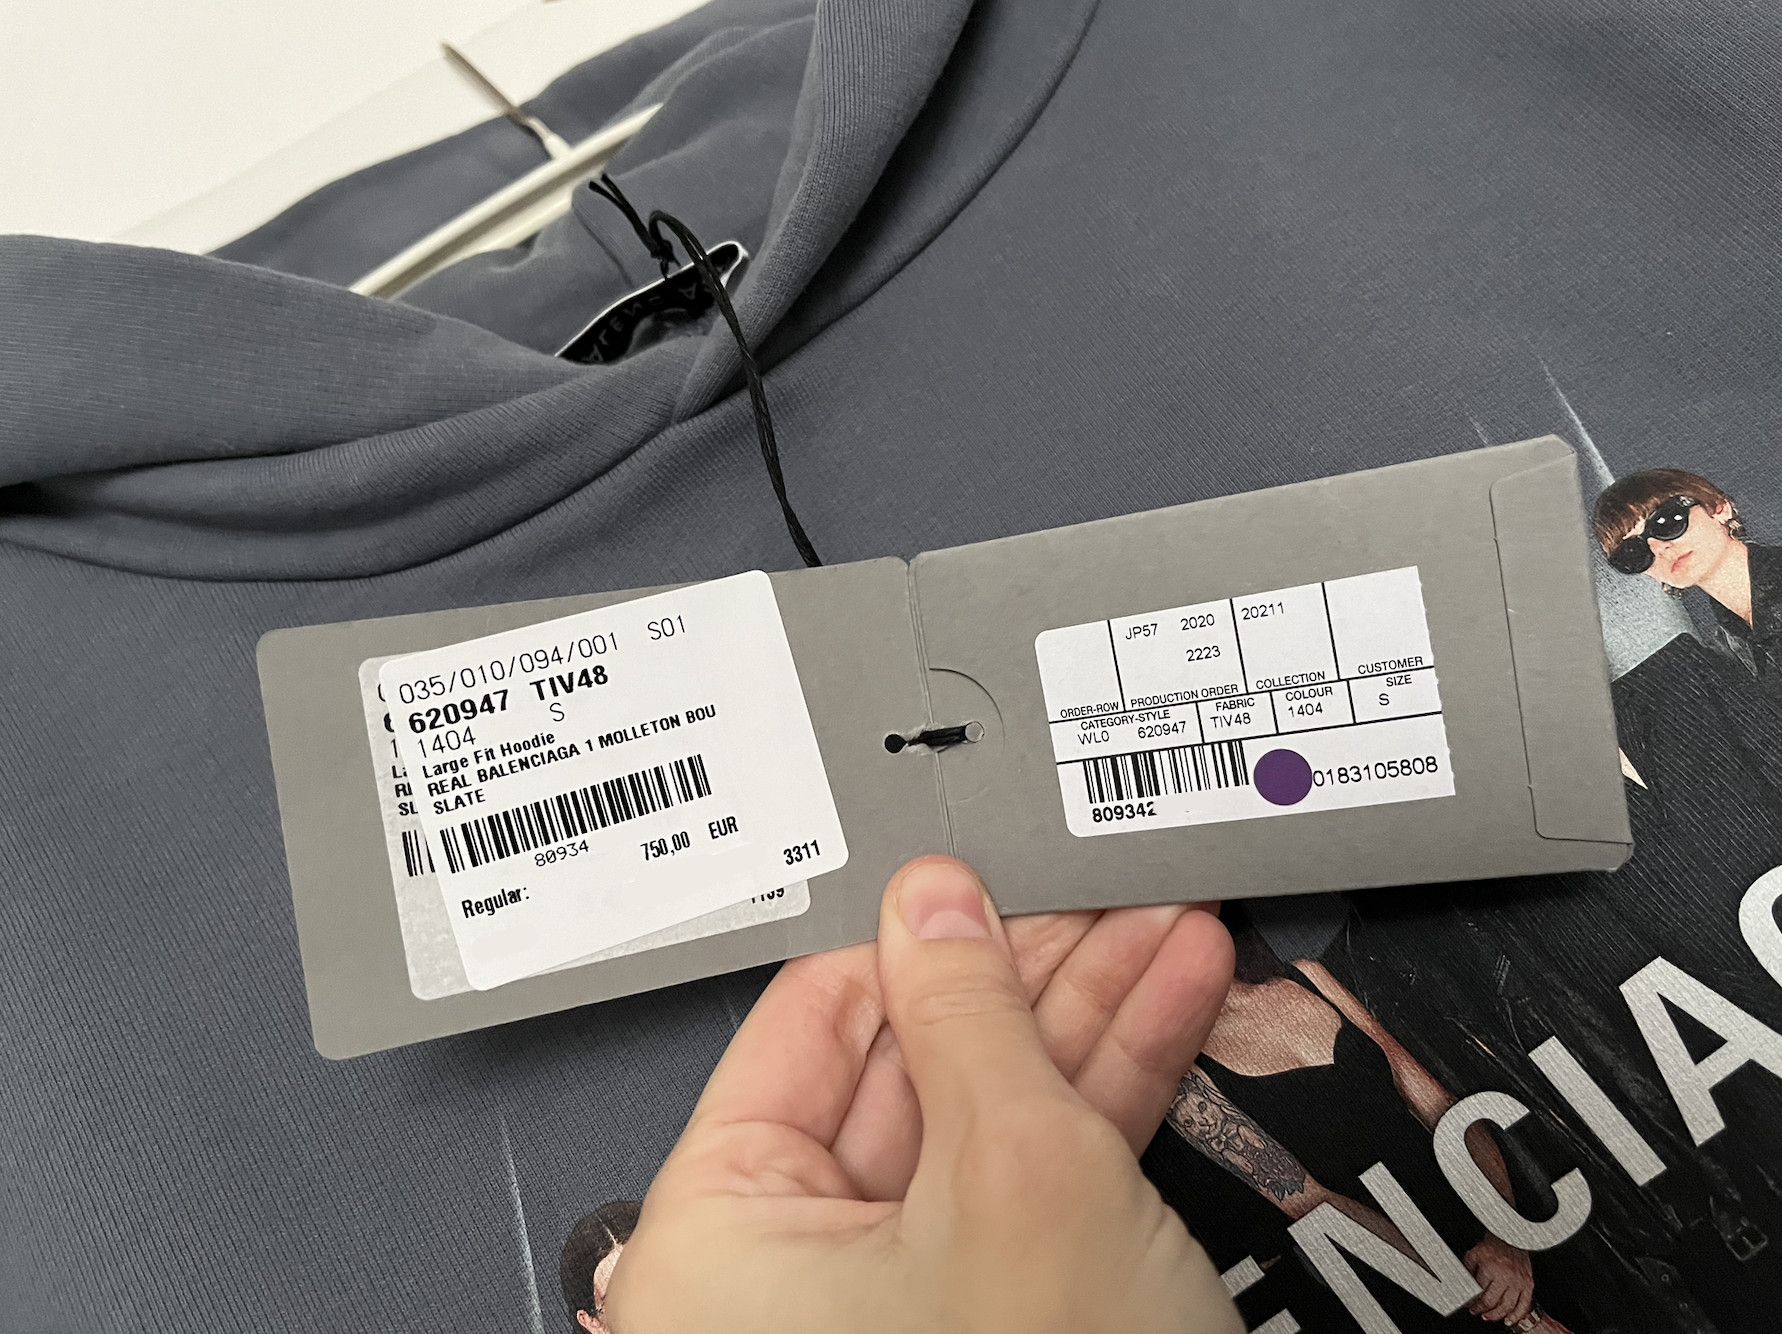 035/010/094/001 S01
620947 TIV48
S
1404
Large Fit Hoodie
REAL BALENCIAGA 1 MOLLETON BOU
SLATE
80934
750,00 EUR
3311
Regular:
JP57 2020 20211
2223
ORDER-ROW PRODUCTION ORDER COLLECTION CUSTOMER
CATEGORY-STYLE FABRIC COLOUR SIZE
WL0 620947 TIV48 1404 S
0183105808
809342
ENCIA